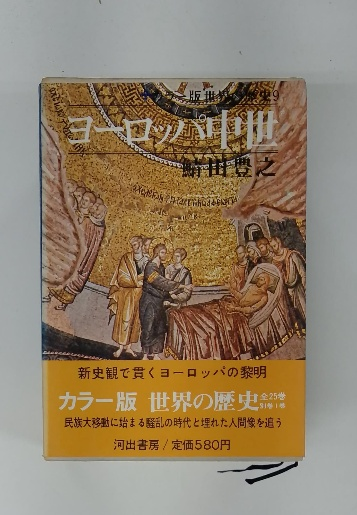 カラー版世界の歴史9
ヨーロッパ中世
鯖田豊之
新史観で貫くヨーロッパの黎明
カラー版 世界の歴史 全25巻 別巻1巻
民族大移動に始まる騒乱の時代と埋れた人間像を追う
河出書房/定価580円